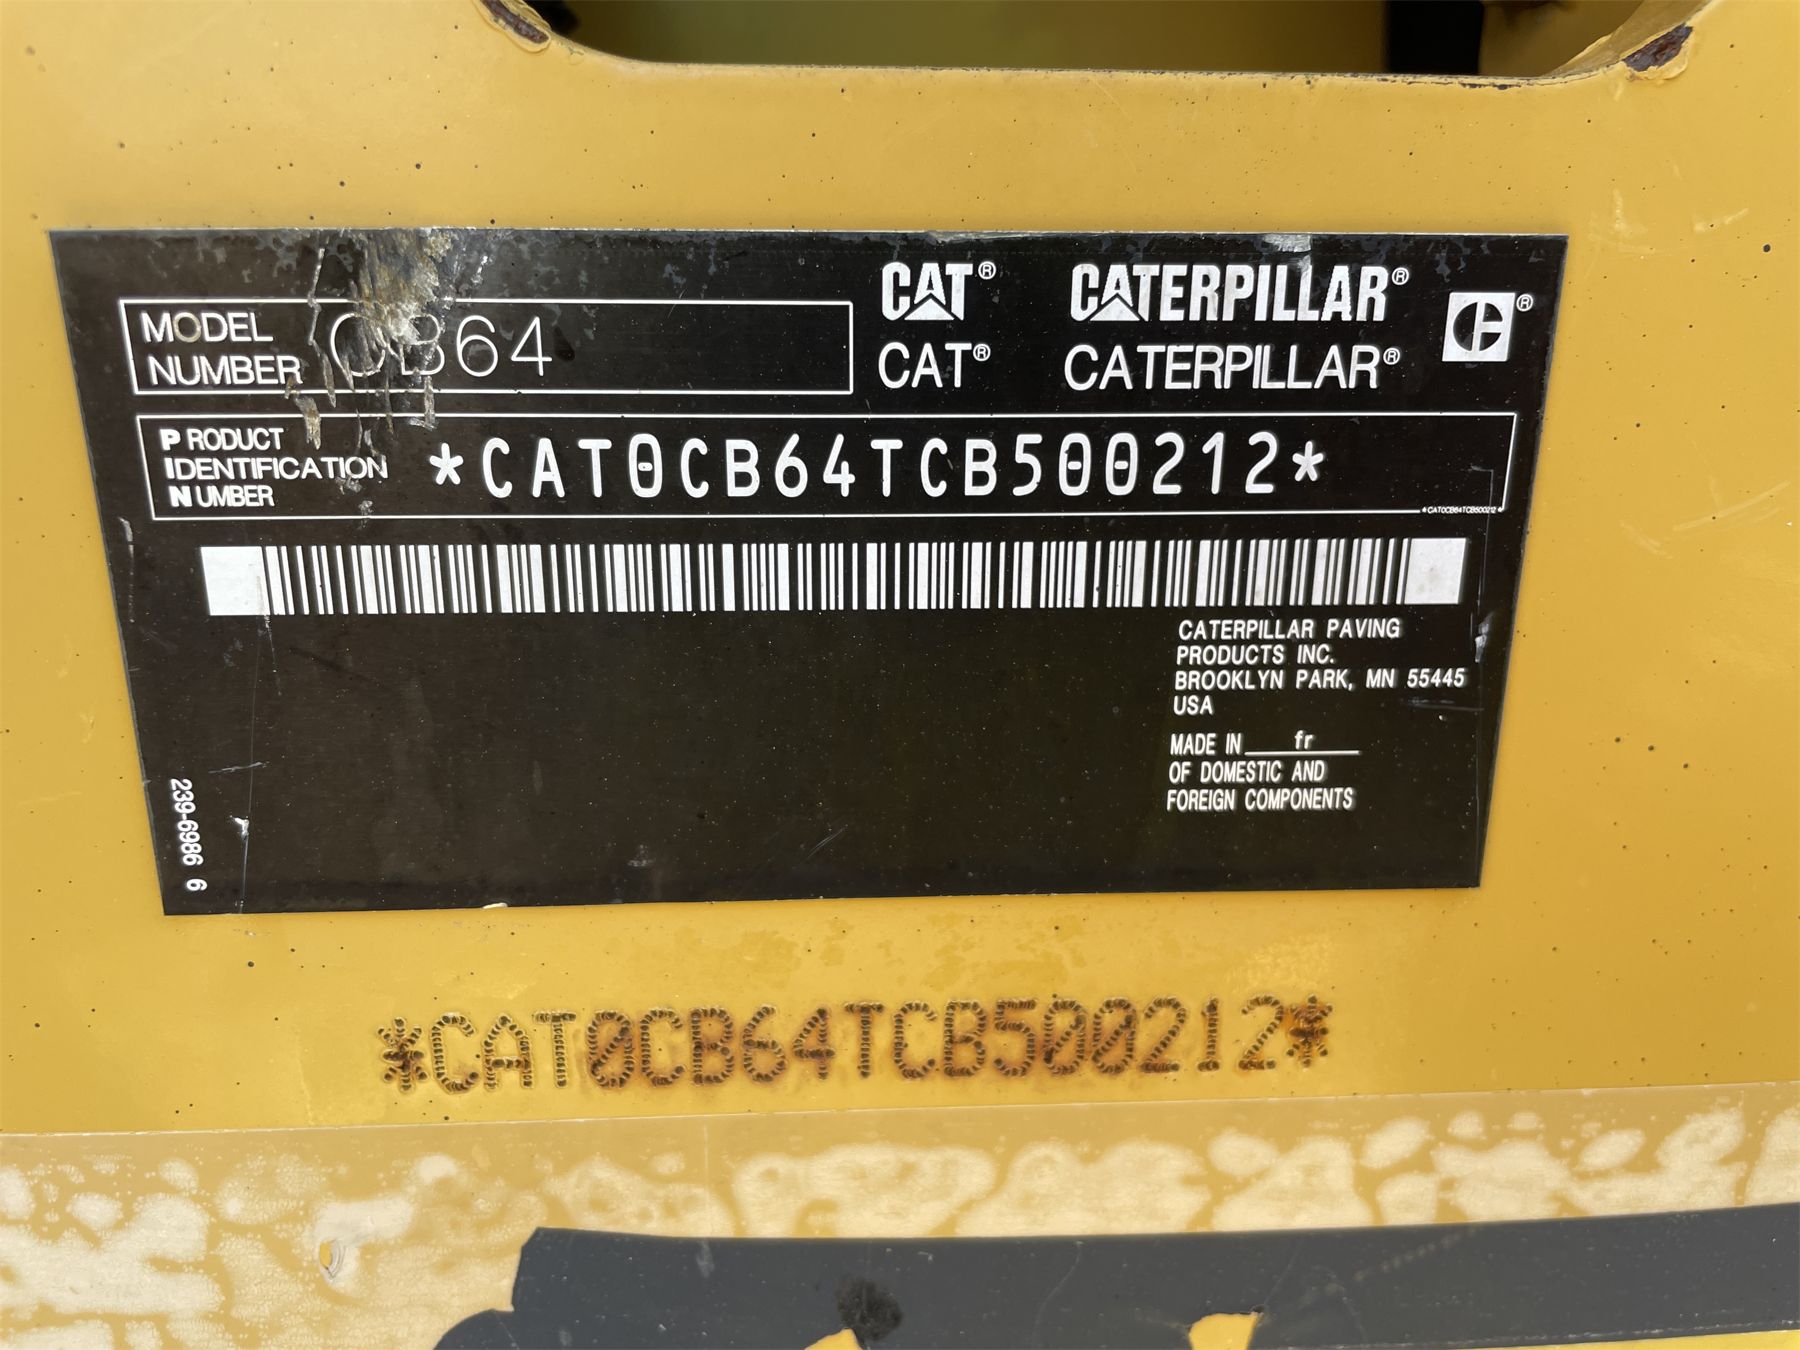 CAT® CATERPILLAR®
CAT® CATERPILLAR®
C®
MODEL
NUMBER
CB64
PRODUCT
IDENTIFICATION
NUMBER
*CAT0CB64TCB500212*
*CAT0CB64TCB500212*
CATERPILLAR PAVING
PRODUCTS INC.
BROOKLYN PARK, MN 55445
USA
MADE IN fr
OF DOMESTIC AND
FOREIGN COMPONENTS
239-6986 6
*CAT0CB64TCB500212*